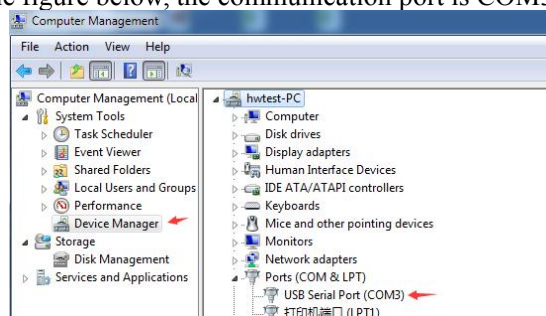 e figure below, the communication port is COM3
Computer Management
File Action View Help
Computer Management (Local
System Tools
Task Scheduler
Event Viewer
Shared Folders
Local Users and Groups
Performance
Device Manager
Storage
Disk Management
Services and Applications
hwtest-PC
Computer
Disk drives
Display adapters
Human Interface Devices
IDE ATA/ATAPI controllers
Keyboards
Mice and other pointing devices
Monitors
Network adapters
Ports (COM & LPT)
USB Serial Port (COM3)
打印机端口 (LPT1)